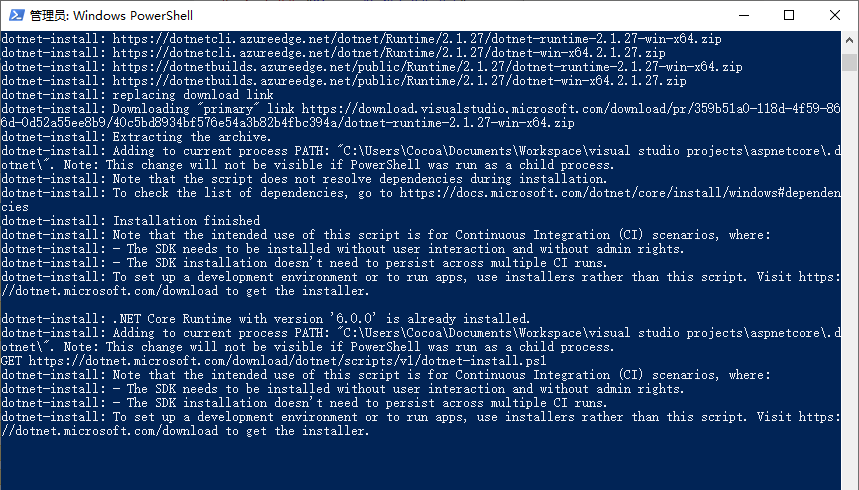 管理员: Windows PowerShell
dotnet-install: https://dotnetcli.azureedge.net/dotnet/Runtime/2.1.27/dotnet-runtime-2.1.27-win-x64.zip
dotnet-install: https://dotnetcli.azureedge.net/dotnet/Runtime/2.1.27/dotnet-win-x64.2.1.27.zip
dotnet-install: https://dotnetbuilds.azureedge.net/public/Runtime/2.1.27/dotnet-runtime-2.1.27-win-x64.zip
dotnet-install: https://dotnetbuilds.azureedge.net/public/Runtime/2.1.27/dotnet-win-x64.2.1.27.zip
dotnet-install: replacing download link
dotnet-install: Downloading "primary" link https://download.visualstudio.microsoft.com/download/pr/359b51a0-118d-4f59-86
6d-0d52a55ee8b9/40c5bd8934bf576e54a3b82b4fbc394a/dotnet-runtime-2.1.27-win-x64.zip
dotnet-install: Extracting the archive.
dotnet-install: Adding to current process PATH: "C:\Users\Cocoa\Documents\Workspace\visual studio projects\aspnetcore\.d
otnet\". Note: This change will not be visible if PowerShell was run as a child process.
dotnet-install: Note that the script does not resolve dependencies during installation.
dotnet-install: To check the list of dependencies, go to https://docs.microsoft.com/dotnet/core/install/windows#dependen
cies
dotnet-install: Installation finished
dotnet-install: Note that the intended use of this script is for Continuous Integration (CI) scenarios, where:
dotnet-install: - The SDK needs to be installed without user interaction and without admin rights.
dotnet-install: - The SDK installation doesn't need to persist across multiple CI runs.
dotnet-install: To set up a development environment or to run apps, use installers rather than this script. Visit https:
//dotnet.microsoft.com/download to get the installer.
dotnet-install: .NET Core Runtime with version '6.0.0' is already installed.
dotnet-install: Adding to current process PATH: "C:\Users\Cocoa\Documents\Workspace\visual studio projects\aspnetcore\.d
otnet\". Note: This change will not be visible if PowerShell was run as a child process.
GET https://dotnet.microsoft.com/download/dotnet/scripts/v1/dotnet-install.ps1
dotnet-install: Note that the intended use of this script is for Continuous Integration (CI) scenarios, where:
dotnet-install: - The SDK needs to be installed without user interaction and without admin rights.
dotnet-install: - The SDK installation doesn't need to persist across multiple CI runs.
dotnet-install: To set up a development environment or to run apps, use installers rather than this script. Visit https:
//dotnet.microsoft.com/download to get the installer.